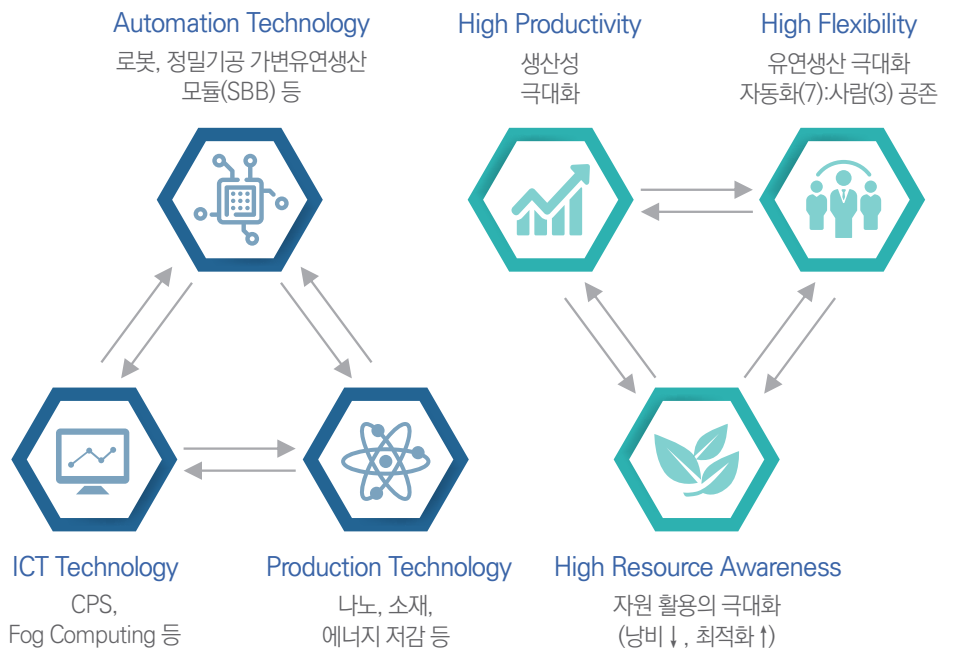 Automation Technology
로봇, 정밀기공 가변유연생산
모듈(SBB) 등
High Productivity
생산성
극대화
High Flexibility
유연생산 극대화
자동화(7):사람(3) 공존
ICT Technology
CPS,
Fog Computing 등
Production Technology
나노, 소재,
에너지 저감 등
High Resource Awareness
자원 활용의 극대화
(낭비↓, 최적화↑)